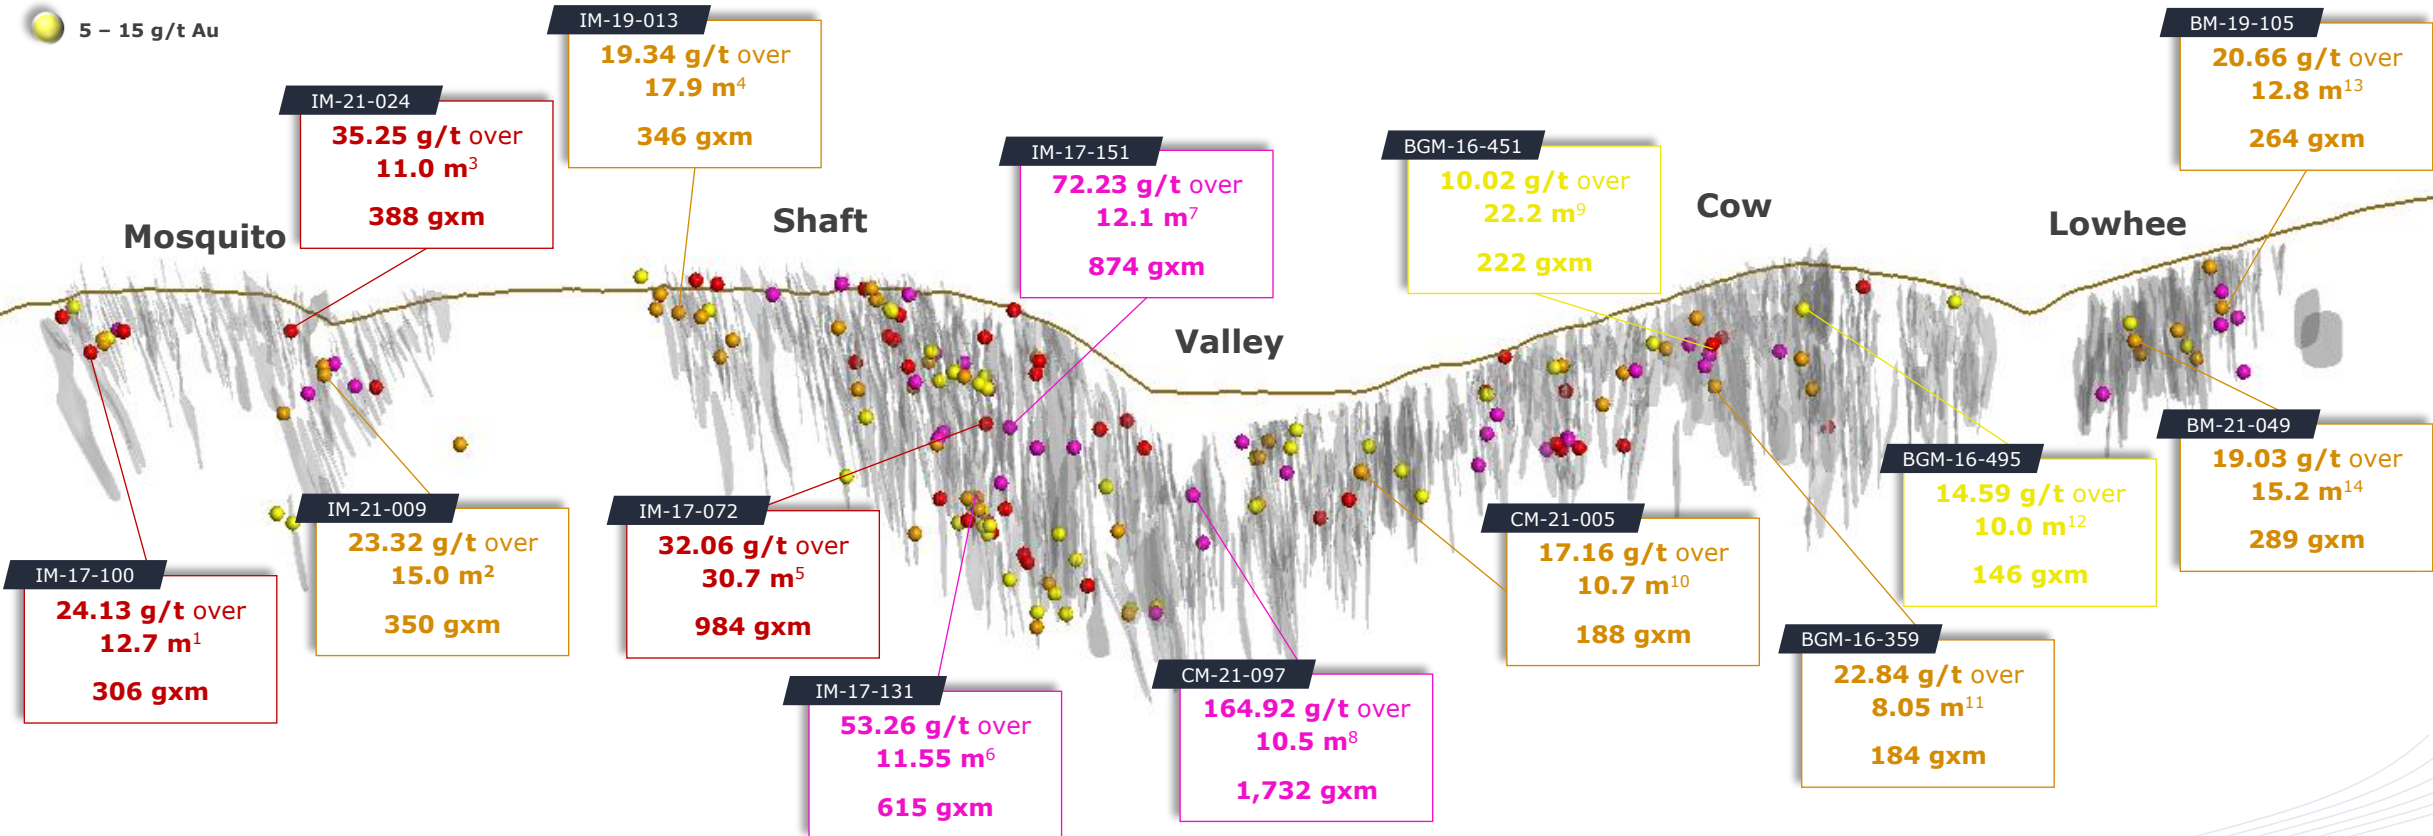 5 – 15 g/t Au
IM-19-013
19.34 g/t over
17.9 m⁴
346 gxm
BM-19-105
20.66 g/t over
12.8 m¹³
264 gxm
IM-21-024
35.25 g/t over
11.0 m³
388 gxm
IM-17-151
72.23 g/t over
12.1 m⁷
874 gxm
BGM-16-451
10.02 g/t over
22.2 m⁹
222 gxm
Mosquito
Shaft
Valley
Cow
Lowhee
IM-17-100
24.13 g/t over
12.7 m¹
306 gxm
IM-21-009
23.32 g/t over
15.0 m²
350 gxm
IM-17-072
32.06 g/t over
30.7 m⁵
984 gxm
IM-17-131
53.26 g/t over
11.55 m⁶
615 gxm
CM-21-097
164.92 g/t over
10.5 m⁸
1,732 gxm
CM-21-005
17.16 g/t over
10.7 m¹⁰
188 gxm
BGM-16-359
22.84 g/t over
8.05 m¹¹
184 gxm
BGM-16-495
14.59 g/t over
10.0 m¹²
146 gxm
BM-21-049
19.03 g/t over
15.2 m¹⁴
289 gxm